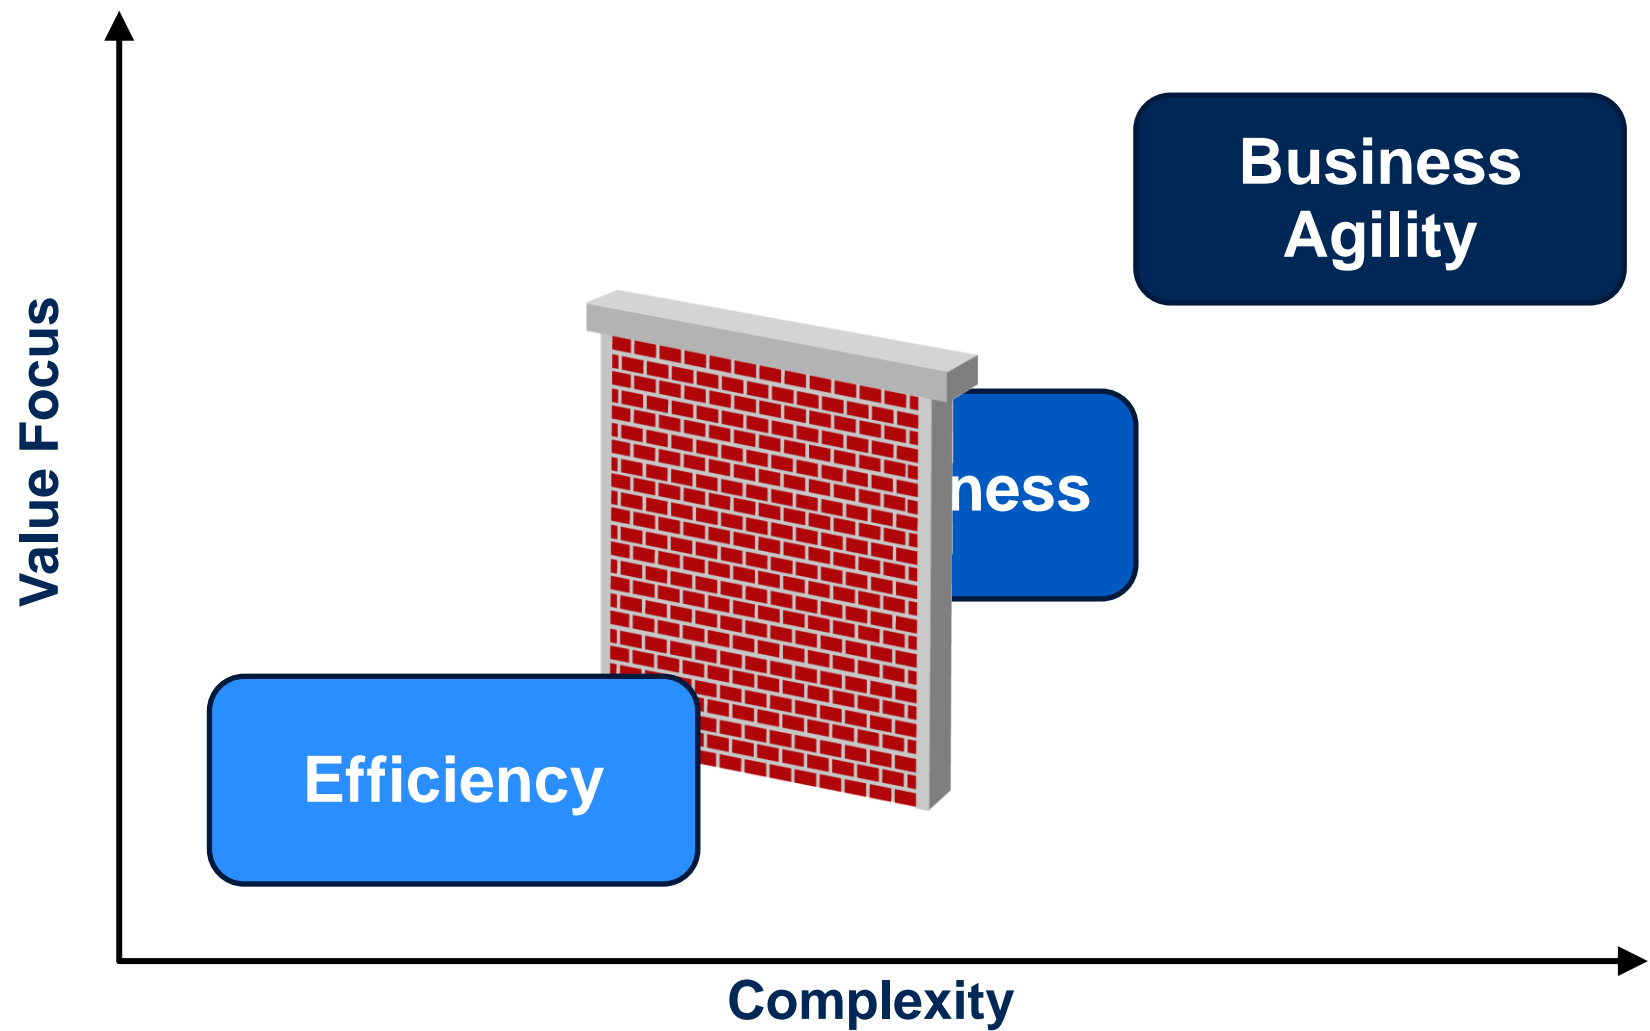 Business
Agility
Value Focus
ness
Efficiency
Complexity